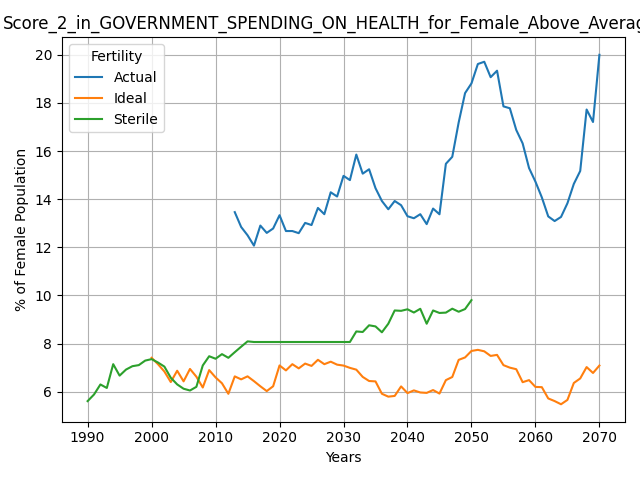 Score_2_in_GOVERNMENT_SPENDING_ON_HEALTH_for_Female_Above_Averag
Fertility
Actual
Ideal
Sterile
% of Female Population
20
18
16
14
12
10
8
6
1990 2000 2010 2020 2030 2040 2050 2060 2070
Years